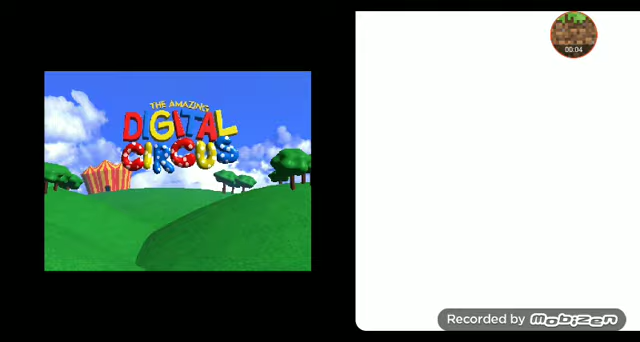 THE AMAZING
DIGITAL
CIRCUS
00:04
Recorded by Mobizen